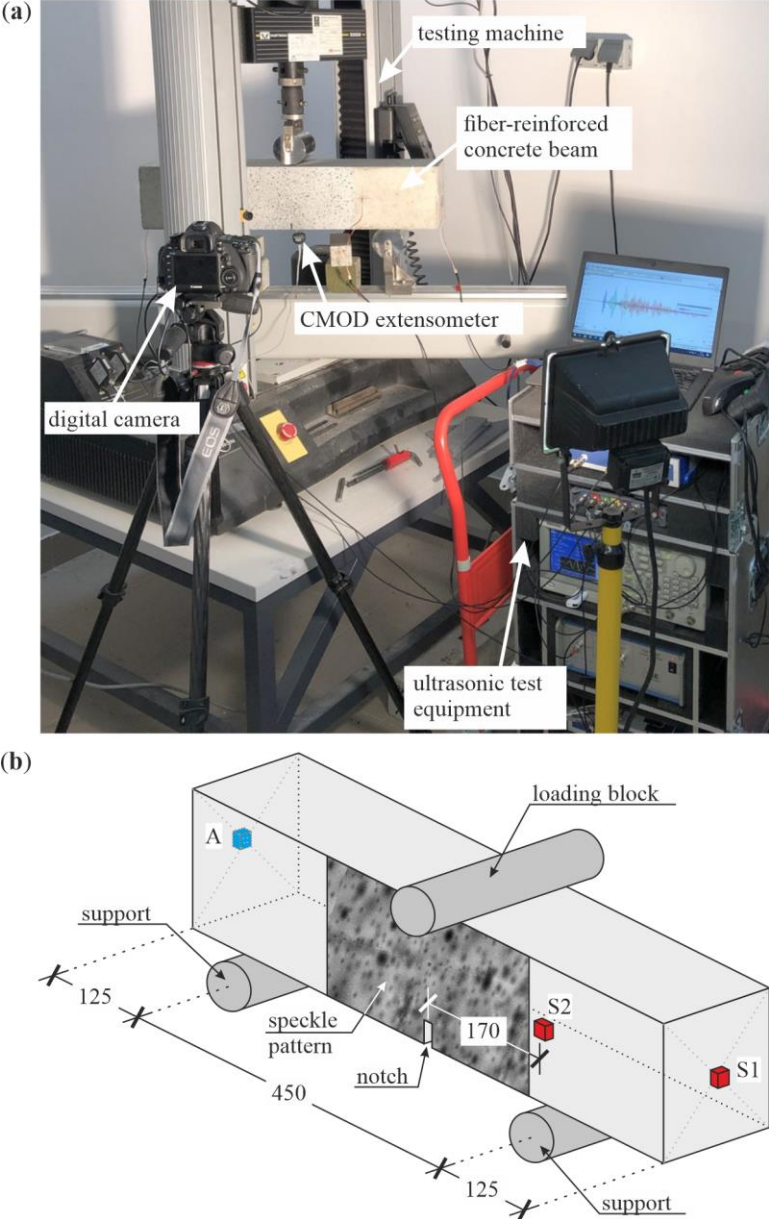 (a)
testing machine
fiber-reinforced
concrete beam
CMOD extensometer
digital camera
EOS
ultrasonic test
equipment
(b)
loading block
A
support
125
speckle
pattern
170
S2
notch
S1
450
125
support